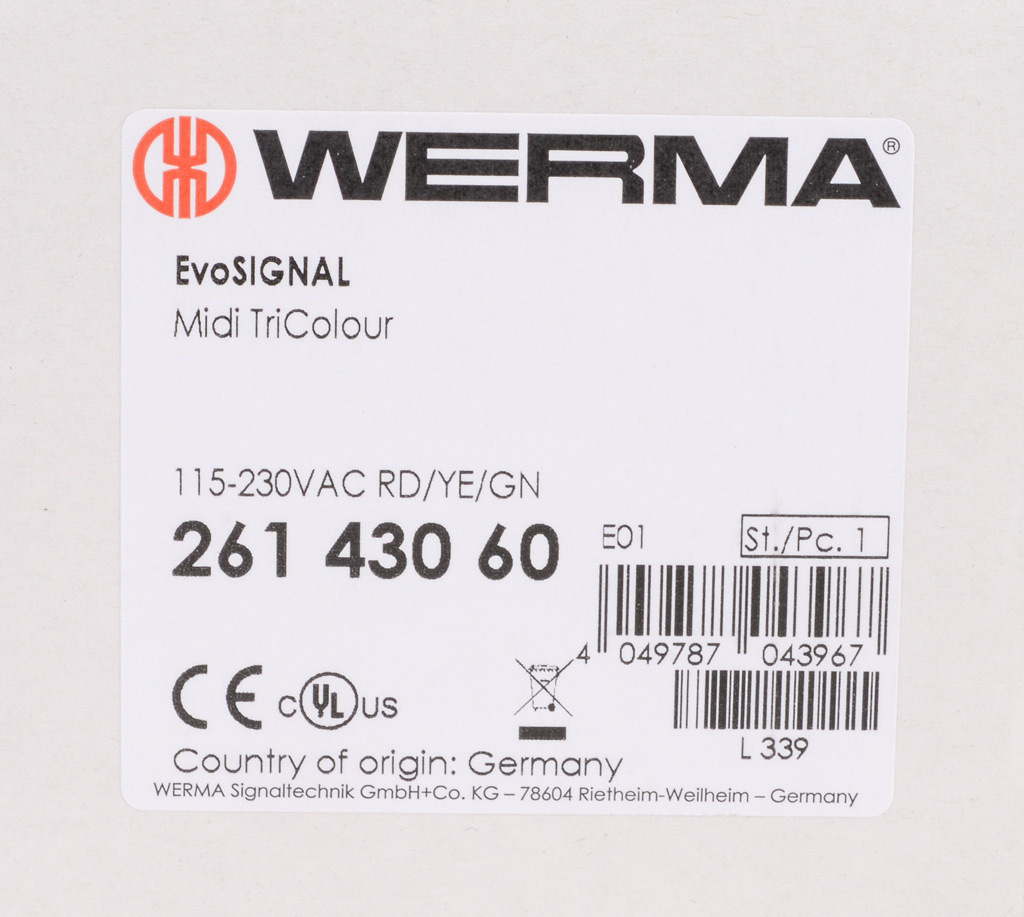 WERMA®
EvoSIGNAL
Midi TriColour
115-230VAC RD/YE/GN
261 430 60
E01
St./Pc. 1
4 049787 043967
CE c UL us
L 339
Country of origin: Germany
WERMA Signaltechnik GmbH+Co. KG – 78604 Rietheim-Weilheim – Germany